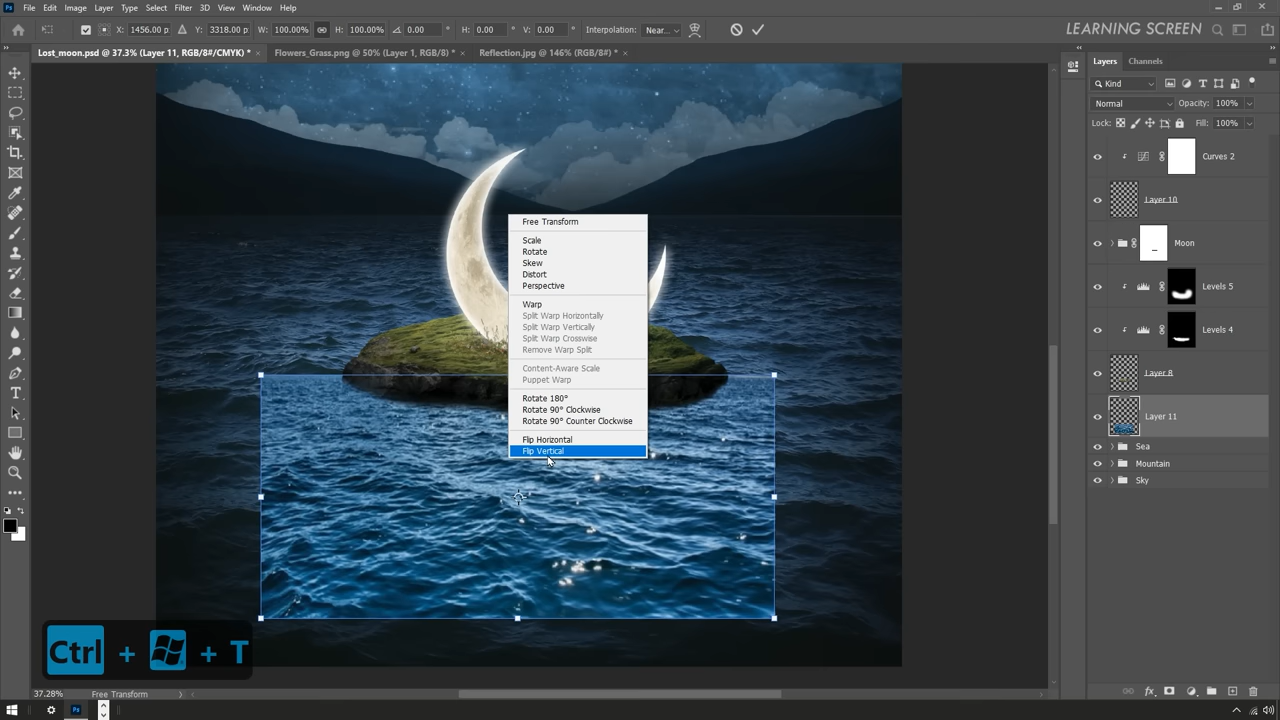 Ps File Edit Image Layer Type Select Filter 3D View Window Help
X: 1456.00 p Y: 3318.00 p W: 100.00% H: 100.00% 0.00 ° H: 0.00 ° V: 0.00 ° Interpolation: Near...
LEARNING SCREEN
Lost_moon.psd @ 37.3% (Layer 11, RGB/8#/CMYK) * × Flowers_Grass.png @ 50% (Layer 1, RGB/8) * × Reflection.jpg @ 146% (RGB/8#) * ×
Layers Channels
Kind
Normal Opacity: 100%
Lock: Fill: 100%
Curves 2
Layer 10
Moon
Levels 5
Levels 4
Layer 8
Layer 11
Sea
Mountain
Sky
Free Transform
Scale
Rotate
Skew
Distort
Perspective
Warp
Split Warp Horizontally
Split Warp Vertically
Split Warp Crosswise
Remove Warp Split
Content-Aware Scale
Puppet Warp
Rotate 180°
Rotate 90° Clockwise
Rotate 90° Counter Clockwise
Flip Horizontal
Flip Vertical
Ctrl + + T
37.28% Free Transform
Ps